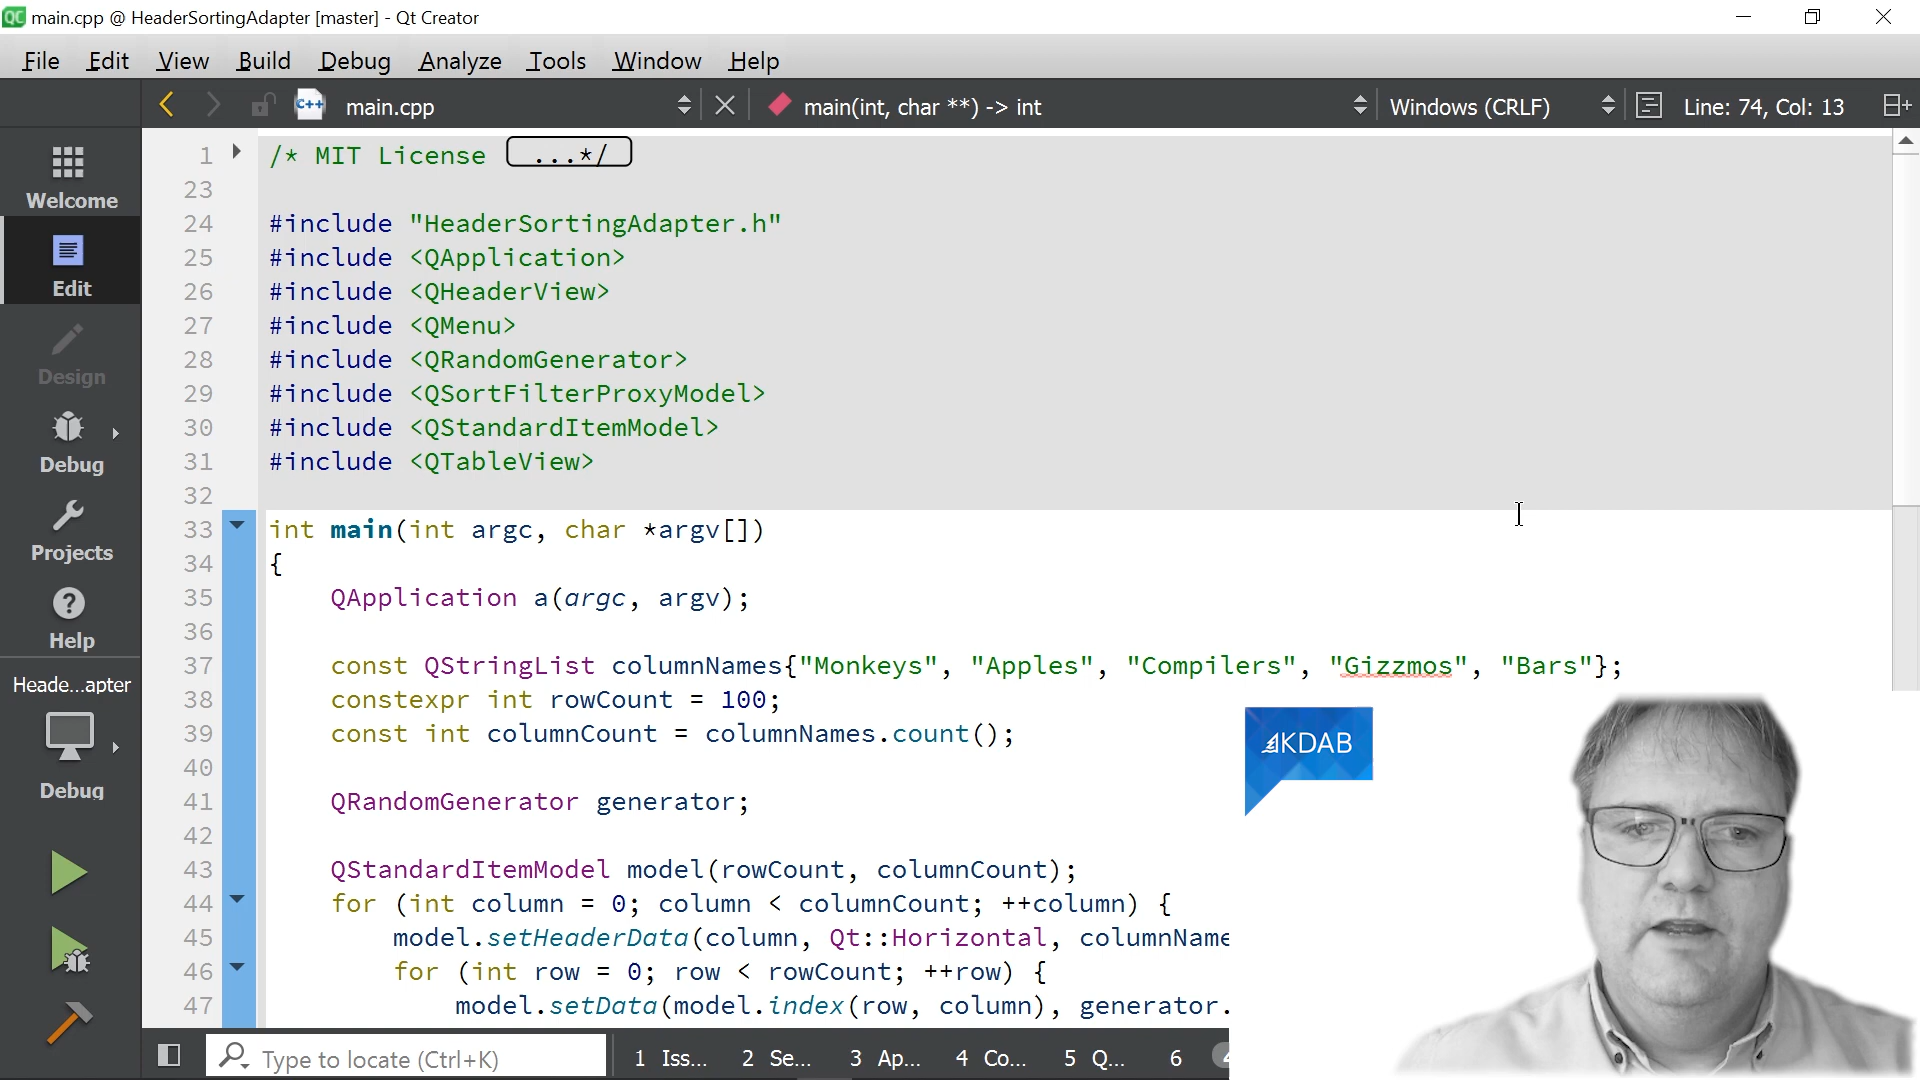 QC main.cpp @ HeaderSortingAdapter [master] - Qt Creator
File Edit View Build Debug Analyze Tools Window Help
C++ main.cpp main(int, char **) -> int Windows (CRLF) Line: 74, Col: 13
Welcome
Edit
Design
Debug
Projects
Help
Heade...apter
Debug
1 /* MIT License ...*/
23
24 #include "HeaderSortingAdapter.h"
25 #include <QApplication>
26 #include <QHeaderView>
27 #include <QMenu>
28 #include <QRandomGenerator>
29 #include <QSortFilterProxyModel>
30 #include <QStandardItemModel>
31 #include <QTableView>
32
33 int main(int argc, char *argv[])
34 {
35 QApplication a(argc, argv);
36
37 const QStringList columnNames{"Monkeys", "Apples", "Compilers", "Gizzmos", "Bars"};
38 constexpr int rowCount = 100;
39 const int columnCount = columnNames.count();
40
41 QRandomGenerator generator;
42
43 QStandardItemModel model(rowCount, columnCount);
44 for (int column = 0; column < columnCount; ++column) {
45 model.setHeaderData(column, Qt::Horizontal, columnName
46 for (int row = 0; row < rowCount; ++row) {
47 model.setData(model.index(row, column), generator.
KDAB
Type to locate (Ctrl+K) 1 Iss... 2 Se... 3 Ap... 4 Co... 5 Q... 6